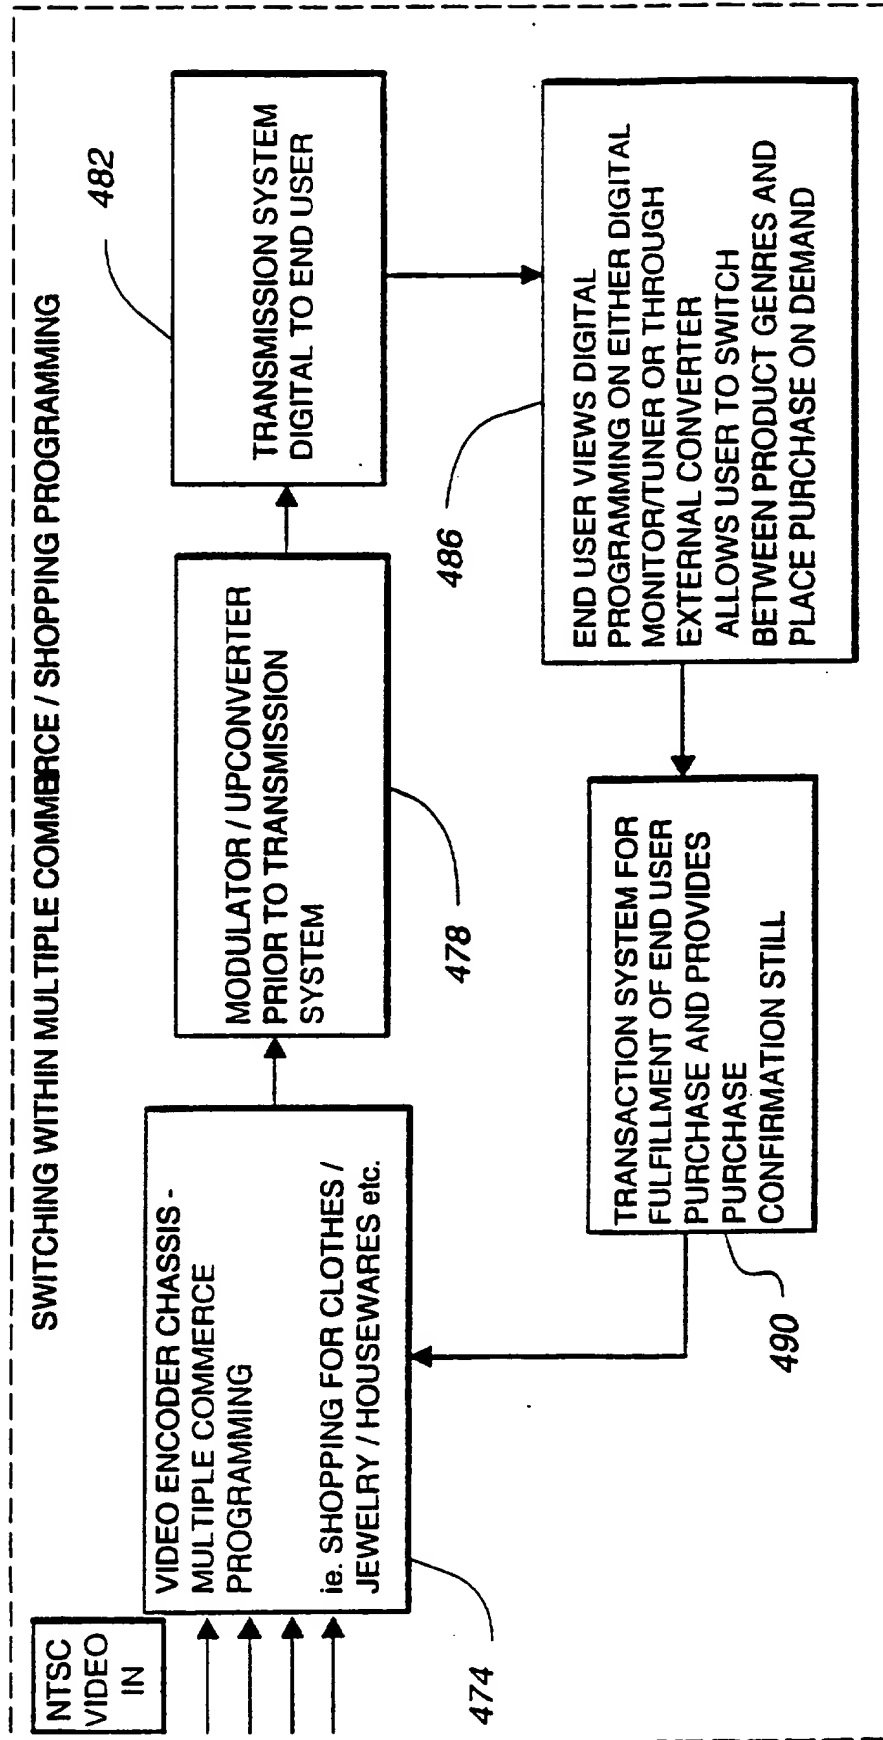 SWITCHING WITHIN MULTIPLE COMMERCE / SHOPPING PROGRAMMING
NTSC
VIDEO
IN
VIDEO ENCODER CHASSIS -
MULTIPLE COMMERCE
PROGRAMMING
ie. SHOPPING FOR CLOTHES /
JEWELRY / HOUSEWARES etc.
474
MODULATOR / UPCONVERTER
PRIOR TO TRANSMISSION
SYSTEM
478
TRANSMISSION SYSTEM
DIGITAL TO END USER
482
END USER VIEWS DIGITAL
PROGRAMMING ON EITHER DIGITAL
MONITOR/TUNER OR THROUGH
EXTERNAL CONVERTER
ALLOWS USER TO SWITCH
BETWEEN PRODUCT GENRES AND
PLACE PURCHASE ON DEMAND
486
TRANSACTION SYSTEM FOR
FULFILLMENT OF END USER
PURCHASE AND PROVIDES
PURCHASE
CONFIRMATION STILL
490